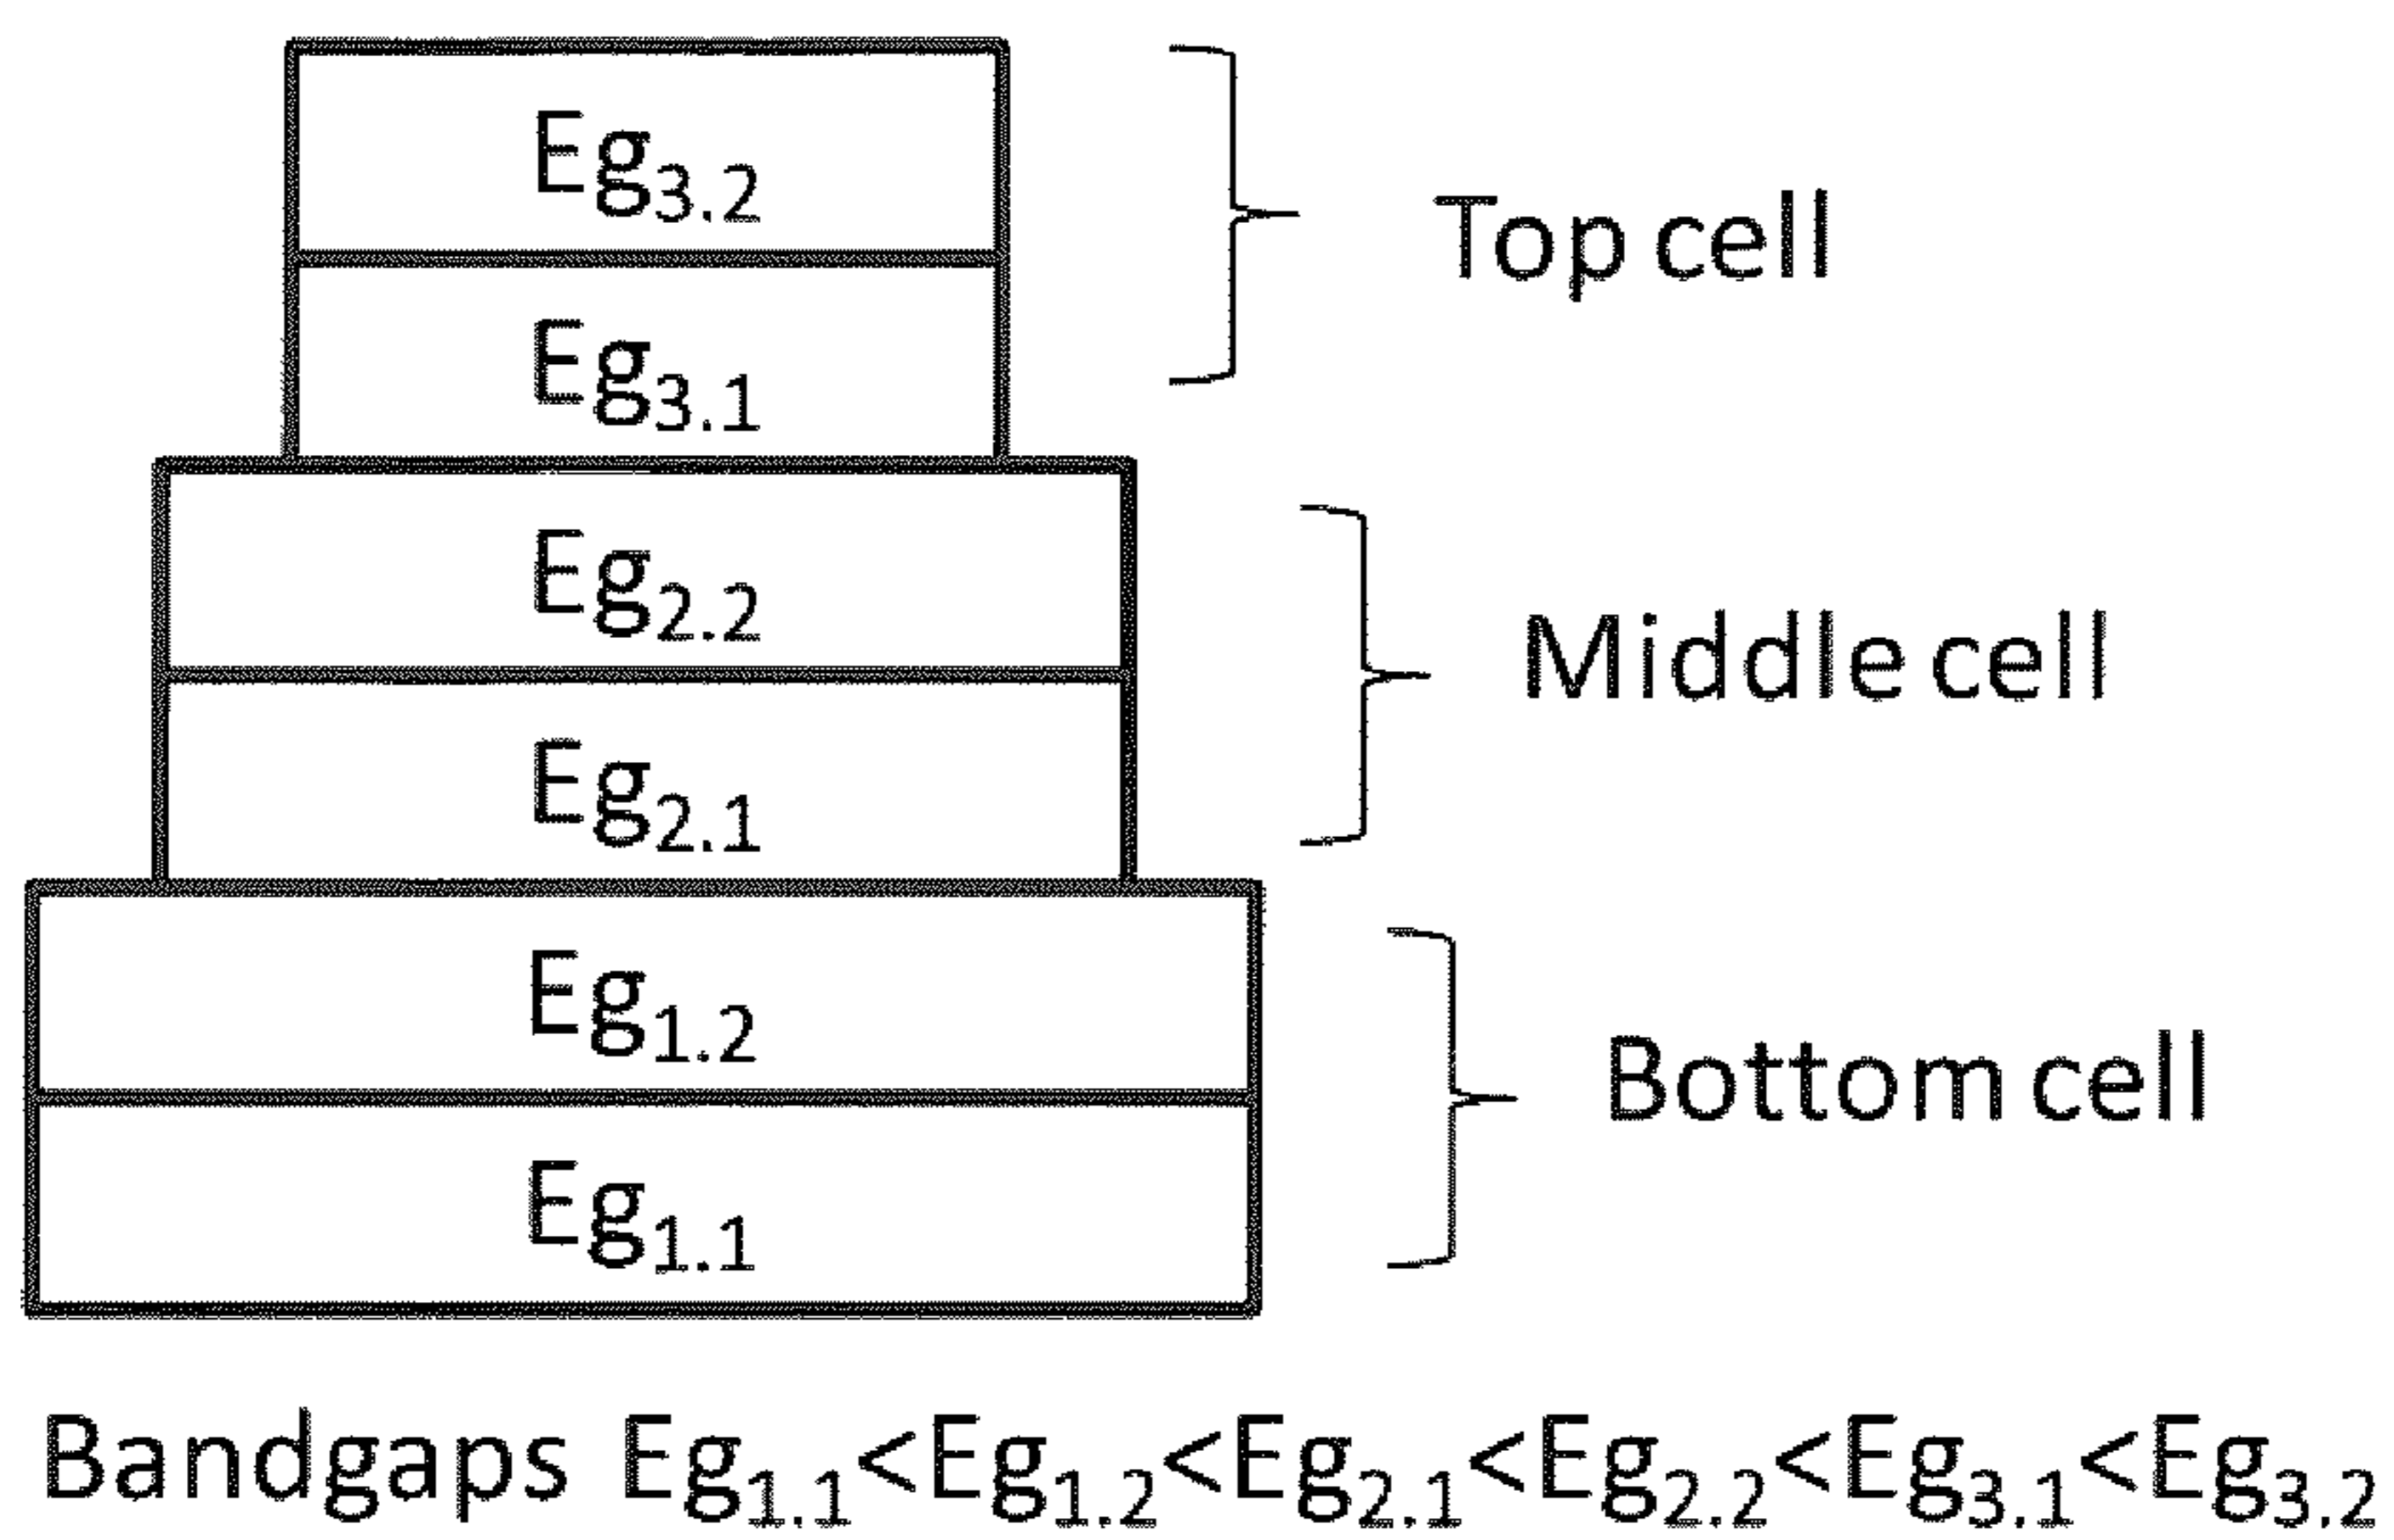 Eg3.2
Top cell
Eg3.1
Eg2.2
Middle cell
Eg2.1
Eg1.2
Bottom cell
Eg1.1
Bandgaps Eg1.1<Eg1.2<Eg2.1<Eg2.2<Eg3.1<Eg3.2